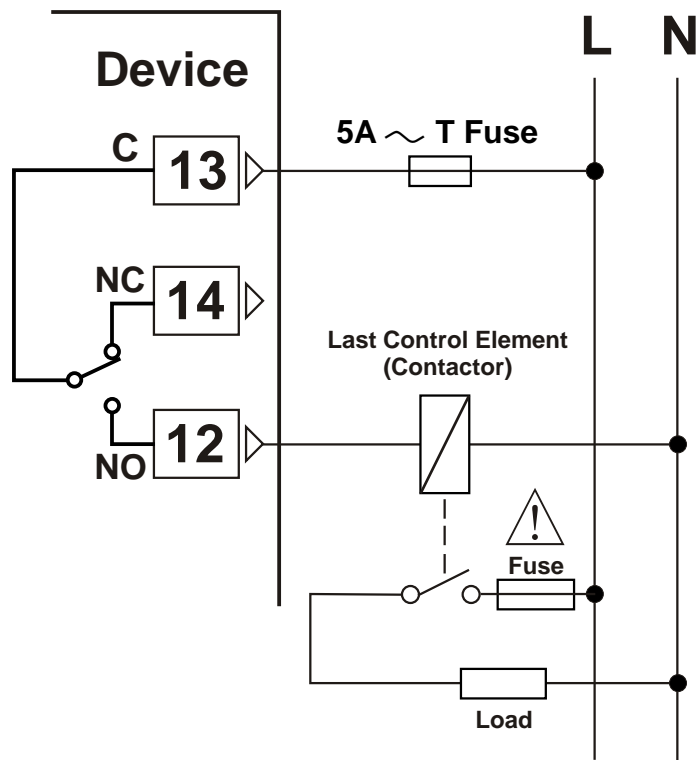 L N
Device
5A ~ T Fuse
C
13
NC
14
Last Control Element
(Contactor)
12
NO
!
Fuse
Load